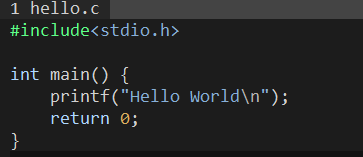 1 hello.c
#include<stdio.h>

int main() {
    printf("Hello World\n");
    return 0;
}